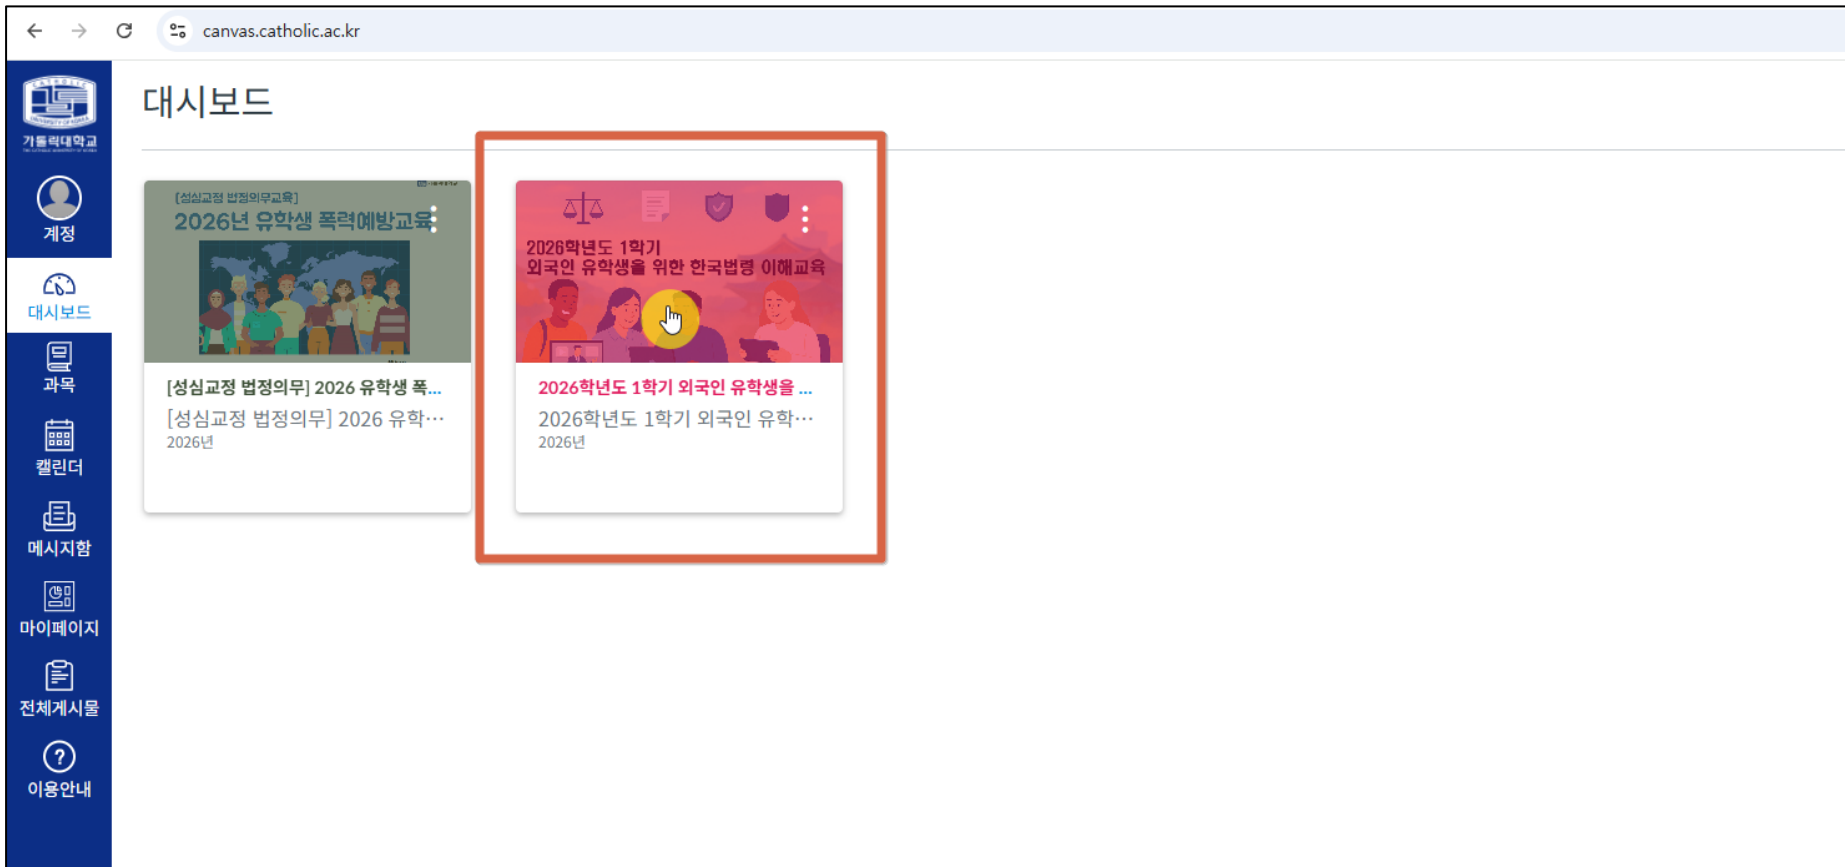 canvas.catholic.ac.kr
가톨릭대학교
대시보드
계정
대시보드
과목
캘린더
메시지함
마이페이지
전체게시물
이용안내
[성심교정 법정의무교육]
2026년 유학생 폭력예방교육
[성심교정 법정의무] 2026 유학생 폭...
[성심교정 법정의무] 2026 유학...
2026년
2026학년도 1학기
외국인 유학생을 위한 한국법령 이해교육
2026학년도 1학기 외국인 유학생을 ...
2026학년도 1학기 외국인 유학...
2026년